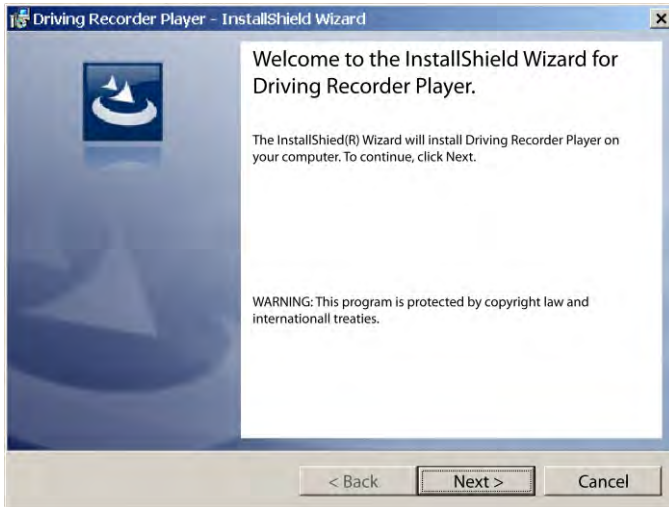 Driving Recorder Player - InstallShield Wizard
Welcome to the InstallShield Wizard for
Driving Recorder Player.
The InstallShied(R) Wizard will install Driving Recorder Player on
your computer. To continue, click Next.
WARNING: This program is protected by copyright law and
internationall treaties.
< Back Next > Cancel